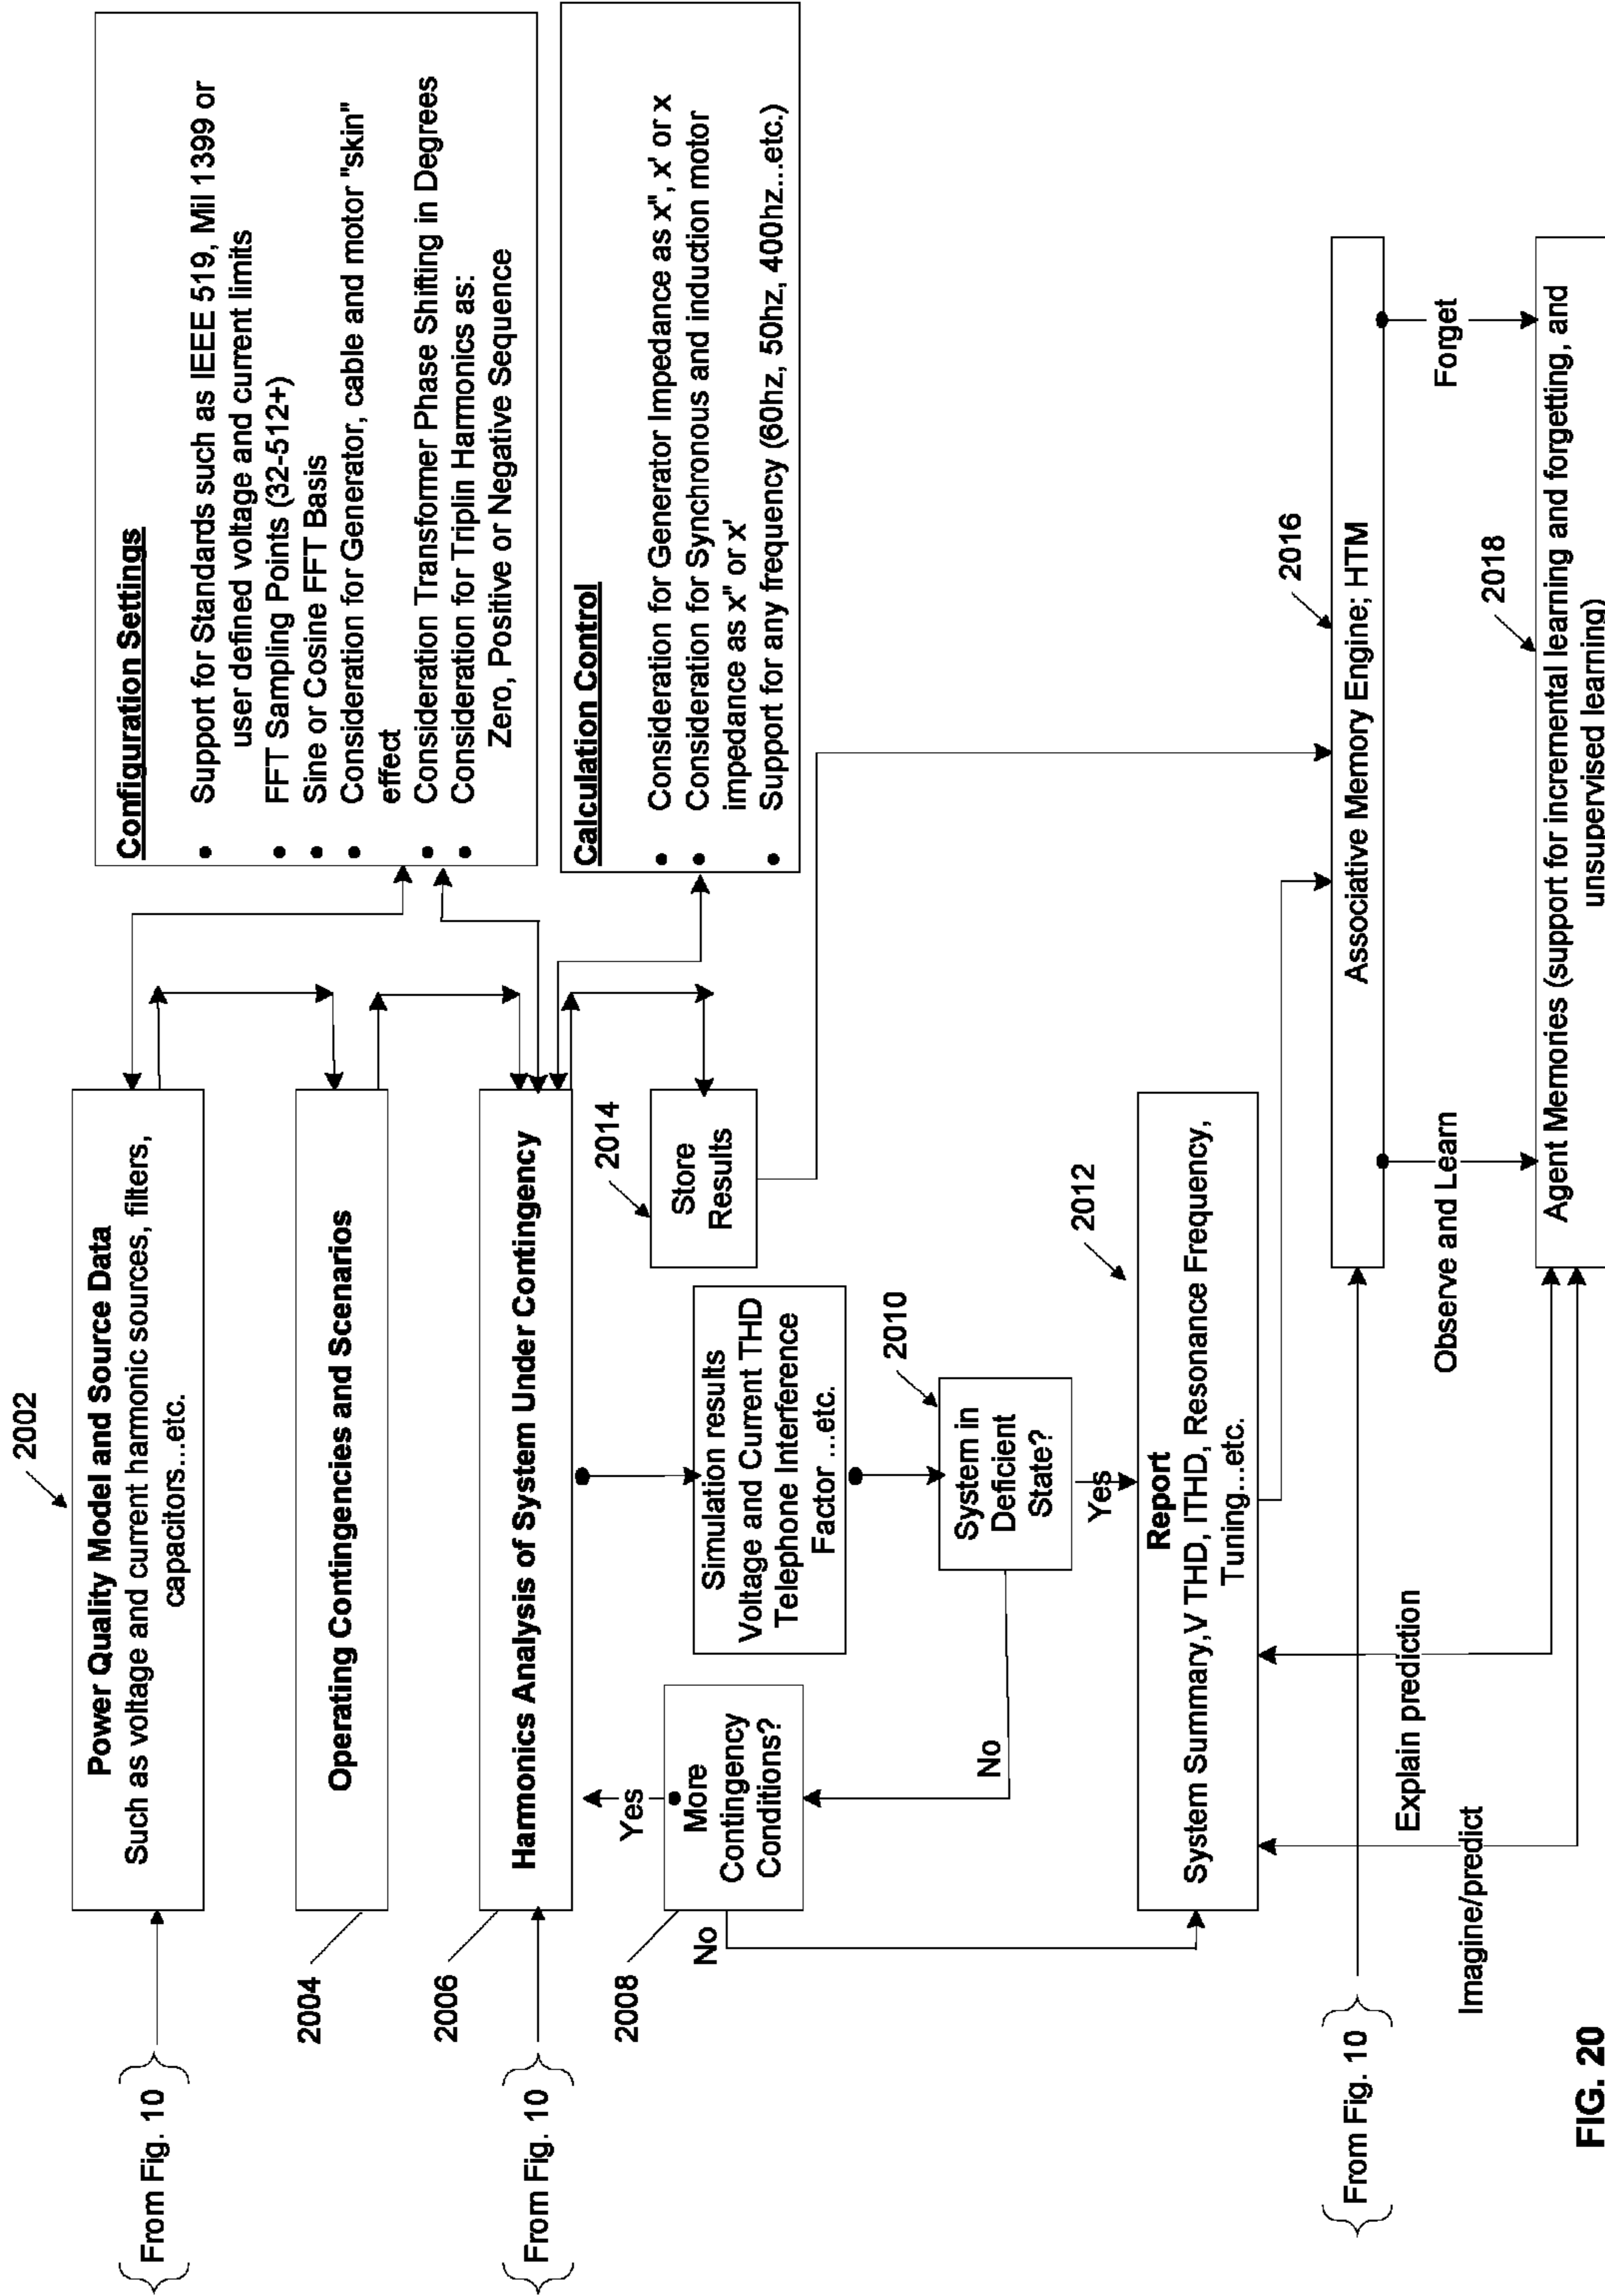 2002
Power Quality Model and Source Data
Such as voltage and current harmonic sources, filters,
capacitors...etc.
From Fig. 10
Configuration Settings
• Support for Standards such as IEEE 519, Mil 1399 or
user defined voltage and current limits
• FFT Sampling Points (32-512+)
• Sine or Cosine FFT Basis
• Consideration for Generator, cable and motor "skin"
effect
• Consideration Transformer Phase Shifting in Degrees
• Consideration for Triplin Harmonics as:
Zero, Positive or Negative Sequence
2004
Operating Contingencies and Scenarios
2006
Harmonics Analysis of System Under Contingency
From Fig. 10
Calculation Control
• Consideration for Generator Impedance as x", x' or x
• Consideration for Synchronous and induction motor
impedance as x" or x'
• Support for any frequency (60hz, 50hz, 400hz...etc.)
2014
Store
Results
2008
More
Contingency
Conditions?
Yes
No
Simulation results
Voltage and Current THD
Telephone Interference
Factor ...etc.
2010
System in
Deficient
State?
No
Yes
2012
Report
System Summary,V THD, ITHD, Resonance Frequency,
Tuning...etc.
From Fig. 10
2016
Associative Memory Engine; HTM
Imagine/predict
Explain prediction
Observe and Learn
Forget
2018
Agent Memories (support for incremental learning and forgetting, and
unsupervised learning)
FIG. 20